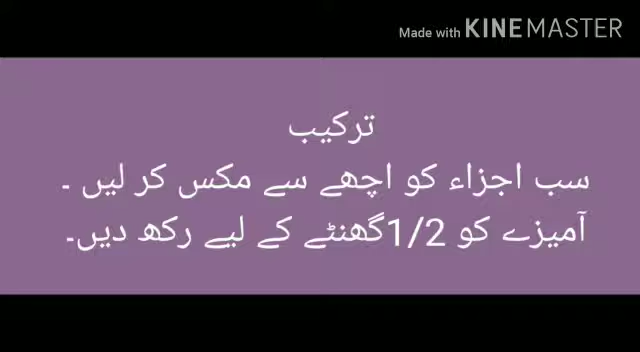 Made with KINEMASTER
ترکیب
سب اجزاء کو اچھے سے مکس کر لیں ۔
آمیزے کو 1/2گھنٹے کے لیے رکھ دیں۔